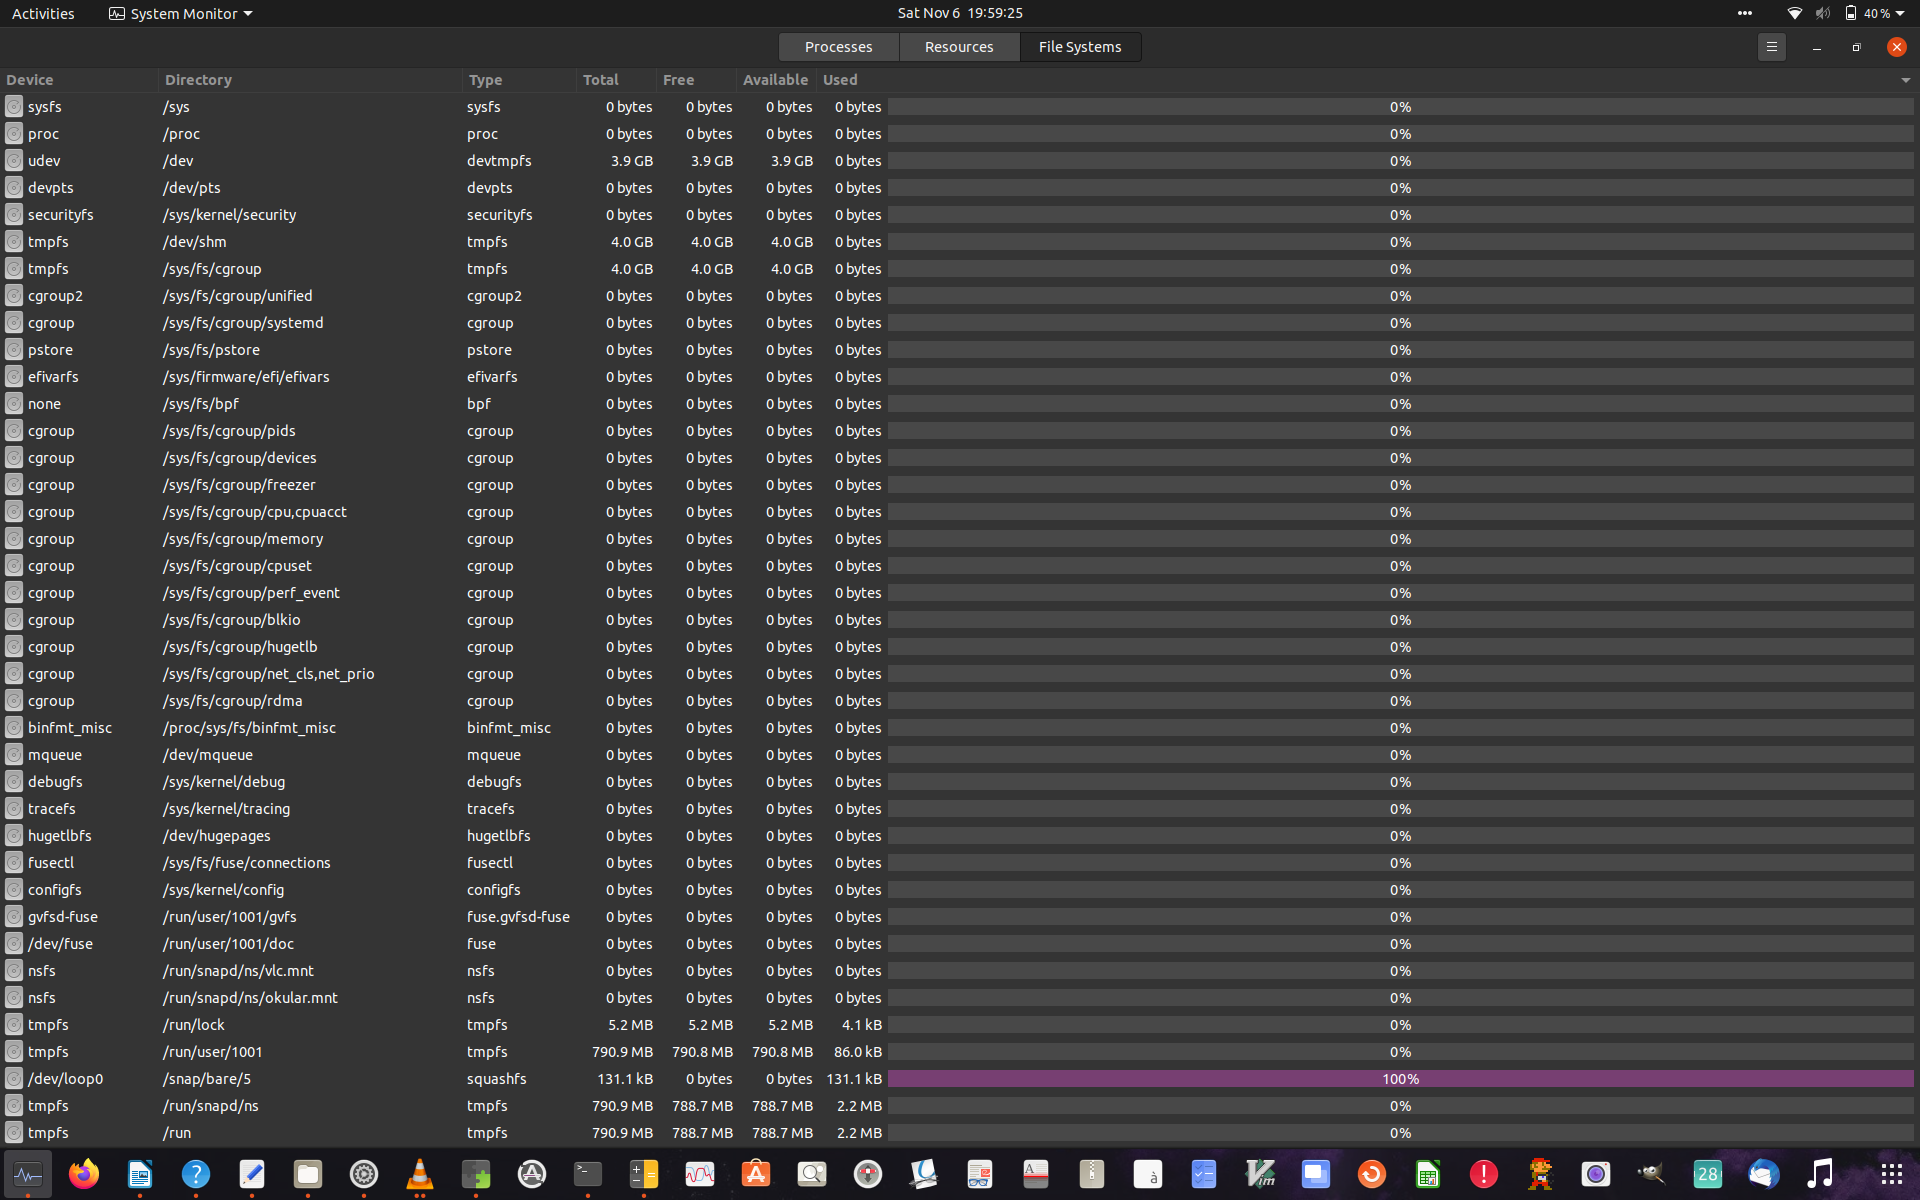 Activities System Monitor Sat Nov 6 19:59:25 40 %
Processes Resources File Systems
Device Directory Type Total Free Available Used
sysfs /sys sysfs 0 bytes 0 bytes 0 bytes 0 bytes 0%
proc /proc proc 0 bytes 0 bytes 0 bytes 0 bytes 0%
udev /dev devtmpfs 3.9 GB 3.9 GB 3.9 GB 0 bytes 0%
devpts /dev/pts devpts 0 bytes 0 bytes 0 bytes 0 bytes 0%
securityfs /sys/kernel/security securityfs 0 bytes 0 bytes 0 bytes 0 bytes 0%
tmpfs /dev/shm tmpfs 4.0 GB 4.0 GB 4.0 GB 0 bytes 0%
tmpfs /sys/fs/cgroup tmpfs 4.0 GB 4.0 GB 4.0 GB 0 bytes 0%
cgroup2 /sys/fs/cgroup/unified cgroup2 0 bytes 0 bytes 0 bytes 0 bytes 0%
cgroup /sys/fs/cgroup/systemd cgroup 0 bytes 0 bytes 0 bytes 0 bytes 0%
pstore /sys/fs/pstore pstore 0 bytes 0 bytes 0 bytes 0 bytes 0%
efivarfs /sys/firmware/efi/efivars efivarfs 0 bytes 0 bytes 0 bytes 0 bytes 0%
none /sys/fs/bpf bpf 0 bytes 0 bytes 0 bytes 0 bytes 0%
cgroup /sys/fs/cgroup/pids cgroup 0 bytes 0 bytes 0 bytes 0 bytes 0%
cgroup /sys/fs/cgroup/devices cgroup 0 bytes 0 bytes 0 bytes 0 bytes 0%
cgroup /sys/fs/cgroup/freezer cgroup 0 bytes 0 bytes 0 bytes 0 bytes 0%
cgroup /sys/fs/cgroup/cpu,cpuacct cgroup 0 bytes 0 bytes 0 bytes 0 bytes 0%
cgroup /sys/fs/cgroup/memory cgroup 0 bytes 0 bytes 0 bytes 0 bytes 0%
cgroup /sys/fs/cgroup/cpuset cgroup 0 bytes 0 bytes 0 bytes 0 bytes 0%
cgroup /sys/fs/cgroup/perf_event cgroup 0 bytes 0 bytes 0 bytes 0 bytes 0%
cgroup /sys/fs/cgroup/blkio cgroup 0 bytes 0 bytes 0 bytes 0 bytes 0%
cgroup /sys/fs/cgroup/hugetlb cgroup 0 bytes 0 bytes 0 bytes 0 bytes 0%
cgroup /sys/fs/cgroup/net_cls,net_prio cgroup 0 bytes 0 bytes 0 bytes 0 bytes 0%
cgroup /sys/fs/cgroup/rdma cgroup 0 bytes 0 bytes 0 bytes 0 bytes 0%
binfmt_misc /proc/sys/fs/binfmt_misc binfmt_misc 0 bytes 0 bytes 0 bytes 0 bytes 0%
mqueue /dev/mqueue mqueue 0 bytes 0 bytes 0 bytes 0 bytes 0%
debugfs /sys/kernel/debug debugfs 0 bytes 0 bytes 0 bytes 0 bytes 0%
tracefs /sys/kernel/tracing tracefs 0 bytes 0 bytes 0 bytes 0 bytes 0%
hugetlbfs /dev/hugepages hugetlbfs 0 bytes 0 bytes 0 bytes 0 bytes 0%
fusectl /sys/fs/fuse/connections fusectl 0 bytes 0 bytes 0 bytes 0 bytes 0%
configfs /sys/kernel/config configfs 0 bytes 0 bytes 0 bytes 0 bytes 0%
gvfsd-fuse /run/user/1001/gvfs fuse.gvfsd-fuse 0 bytes 0 bytes 0 bytes 0 bytes 0%
/dev/fuse /run/user/1001/doc fuse 0 bytes 0 bytes 0 bytes 0 bytes 0%
nsfs /run/snapd/ns/vlc.mnt nsfs 0 bytes 0 bytes 0 bytes 0 bytes 0%
nsfs /run/snapd/ns/okular.mnt nsfs 0 bytes 0 bytes 0 bytes 0 bytes 0%
tmpfs /run/lock tmpfs 5.2 MB 5.2 MB 5.2 MB 4.1 kB 0%
tmpfs /run/user/1001 tmpfs 790.9 MB 790.8 MB 790.8 MB 86.0 kB 0%
/dev/loop0 /snap/bare/5 squashfs 131.1 kB 0 bytes 0 bytes 131.1 kB 100%
tmpfs /run/snapd/ns tmpfs 790.9 MB 788.7 MB 788.7 MB 2.2 MB 0%
tmpfs /run tmpfs 790.9 MB 788.7 MB 788.7 MB 2.2 MB 0%
28